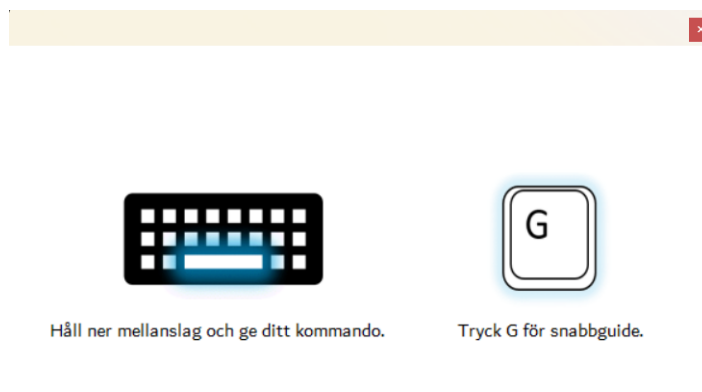 G
Håll ner mellanslag och ge ditt kommando.
Tryck G för snabbguide.